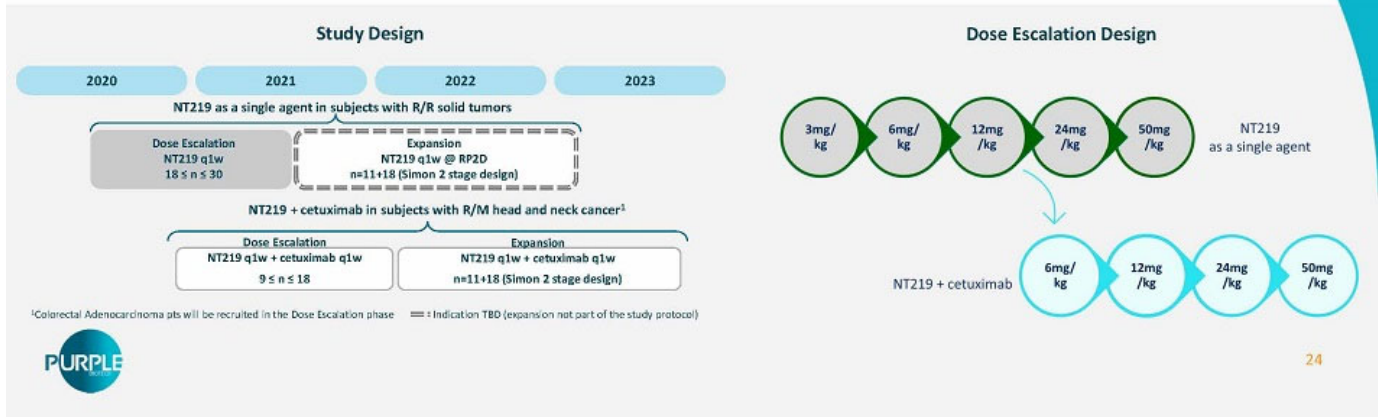 Study Design
2020
2021
2022
2023
NT219 as a single agent in subjects with R/R solid tumors
Dose Escalation
NT219 q1w
18 ≤ n ≤ 30
Expansion
NT219 q1w @ RP2D
n=11+18 (Simon 2 stage design)
NT219 + cetuximab in subjects with R/M head and neck cancer¹
Dose Escalation
NT219 q1w + cetuximab q1w
9 ≤ n ≤ 18
Expansion
NT219 q1w + cetuximab q1w
n=11+18 (Simon 2 stage design)
¹Colorectal Adenocarcinoma pts will be recruited in the Dose Escalation phase
: Indication TBD (expansion not part of the study protocol)
PURPLE
Dose Escalation Design
3mg/
kg
6mg/
kg
12mg
/kg
24mg
/kg
50mg
/kg
NT219
as a single agent
NT219 + cetuximab
6mg/
kg
12mg
/kg
24mg
/kg
50mg
/kg
24